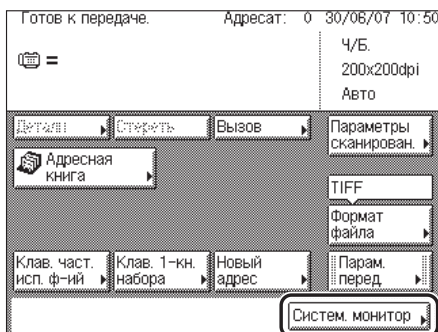 Готов к передаче. Адресат: 0 30/06/07 10:50
=
Ч/Б.
200x200dpi
Авто
Детали Стереть Вызов Параметры
сканирован.
Адресная
книга
TIFF
Формат
файла
Клав. част. Клав. 1-кн. Новый Парам.
исп. ф-ий набора адрес перед.
Систем. монитор